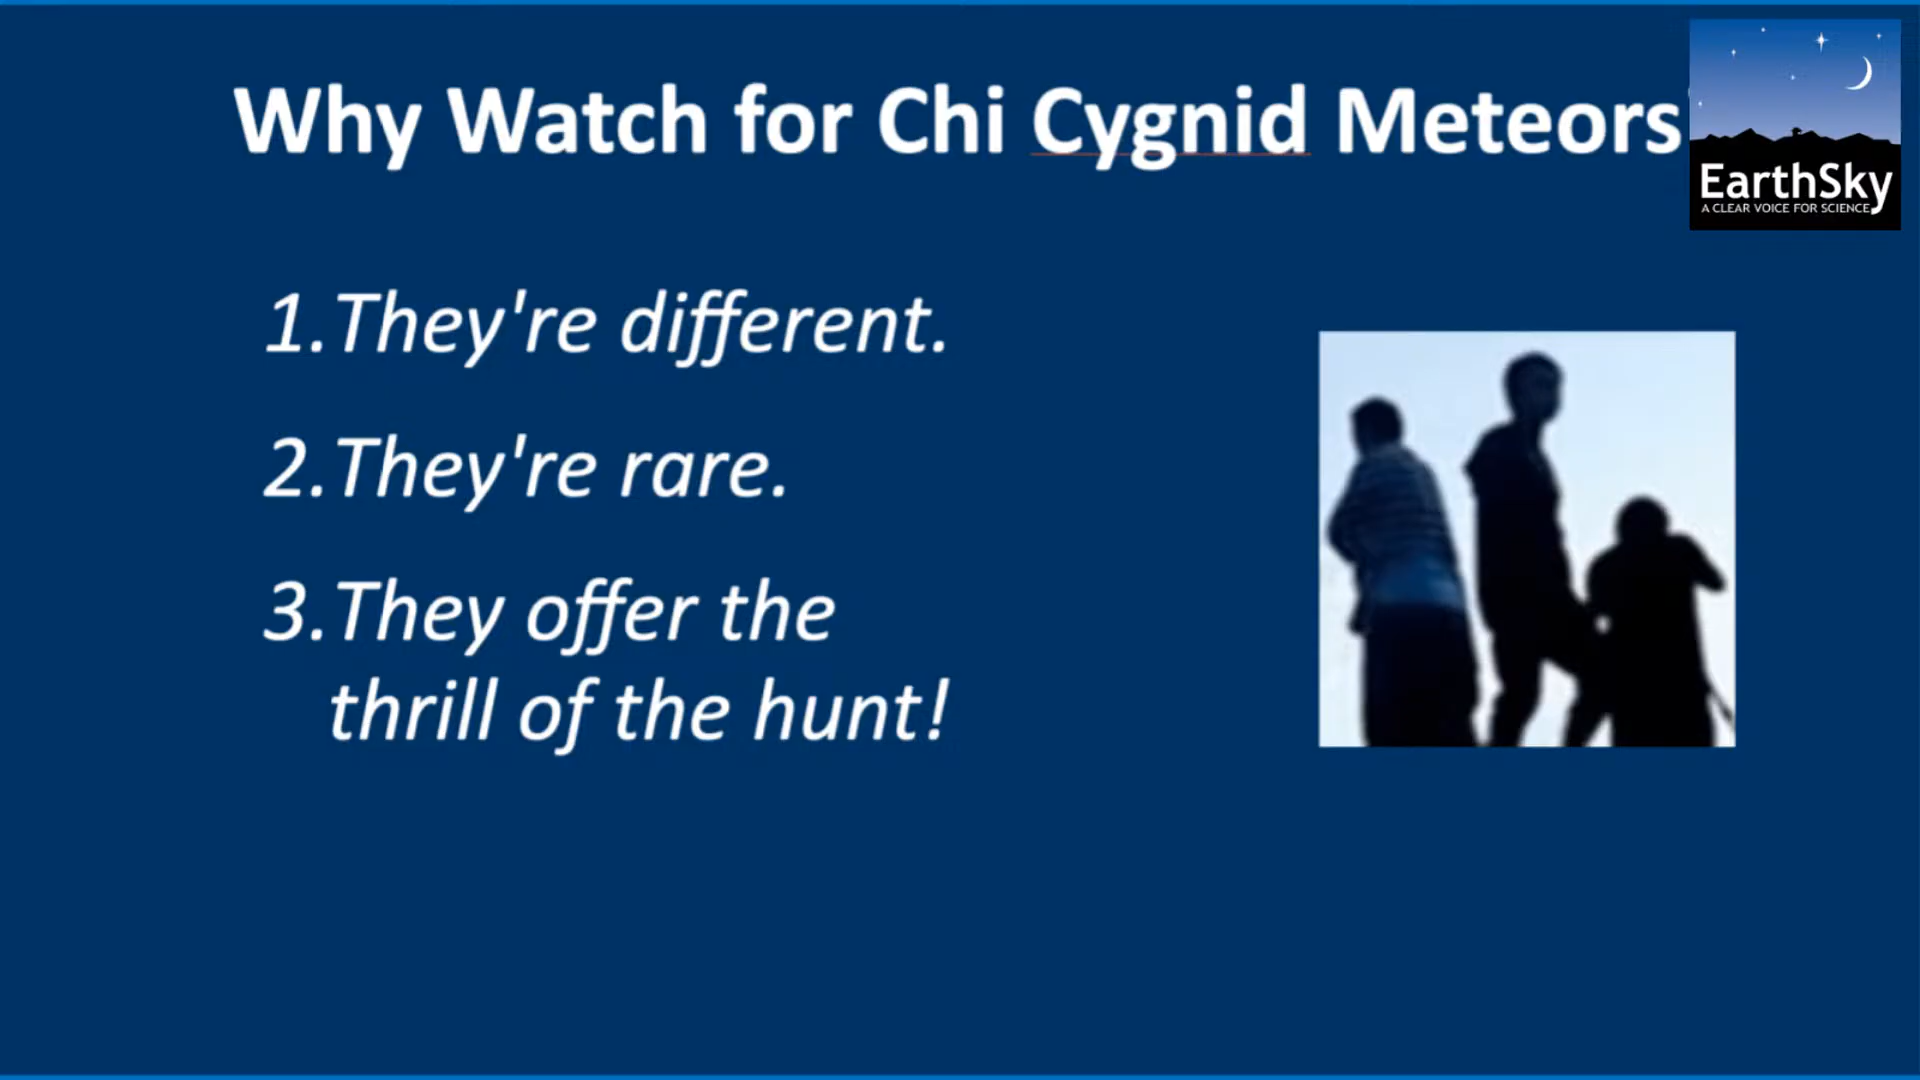 Why Watch for Chi Cygnid Meteors
EarthSky
A CLEAR VOICE FOR SCIENCE
1.They're different.
2.They're rare.
3.They offer the
thrill of the hunt!